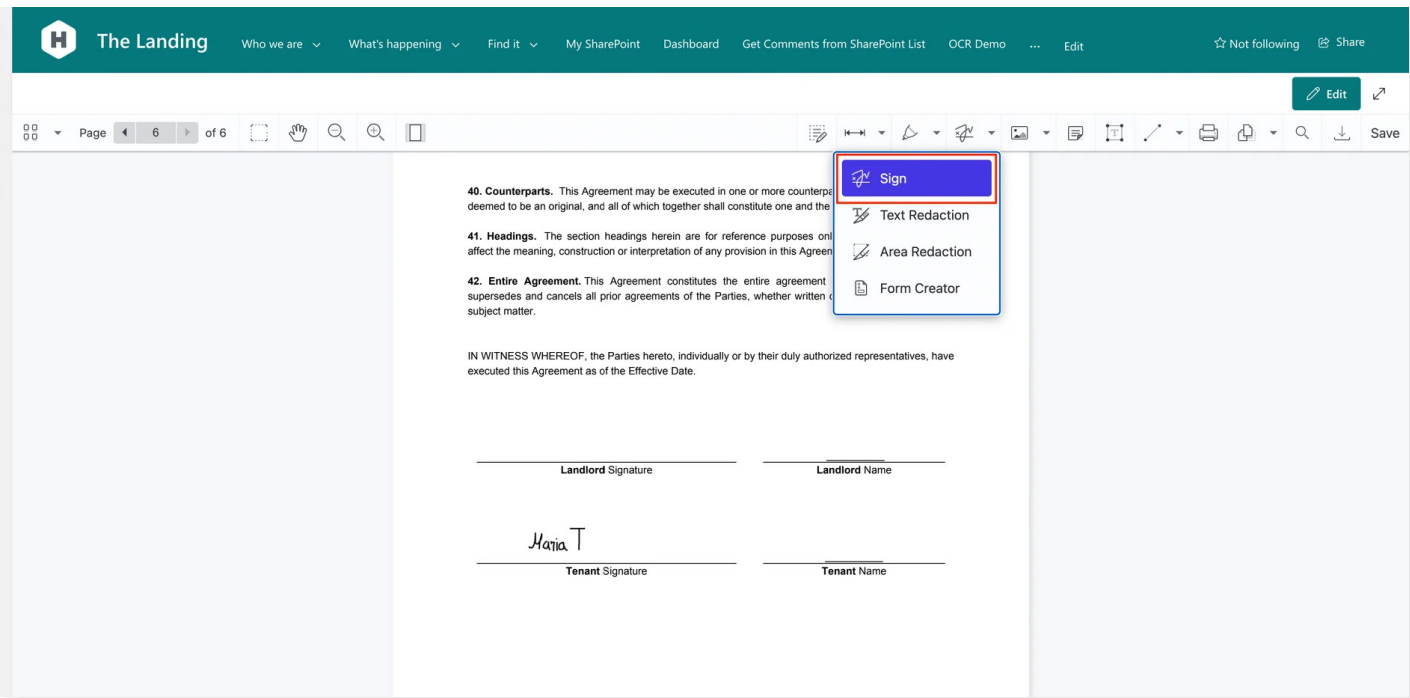 H The Landing Who we are What's happening Find it My SharePoint Dashboard Get Comments from SharePoint List OCR Demo ... Edit Not following Share
Edit
Page 6 of 6 Save
Sign
Text Redaction
Area Redaction
Form Creator
40. Counterparts. This Agreement may be executed in one or more
deemed to be an original, and all of which together shall constitute one and the
41. Headings. The section headings herein are for reference purposes
affect the meaning, construction or interpretation of any provision in this
42. Entire Agreement. This Agreement constitutes the entire agreement
supersedes and cancels all prior agreements of the Parties, whether written
subject matter.
IN WITNESS WHEREOF, the Parties hereto, individually or by their duly authorized representatives, have
executed this Agreement as of the Effective Date.
Landlord Signature Landlord Name
Maria T
Tenant Signature Tenant Name